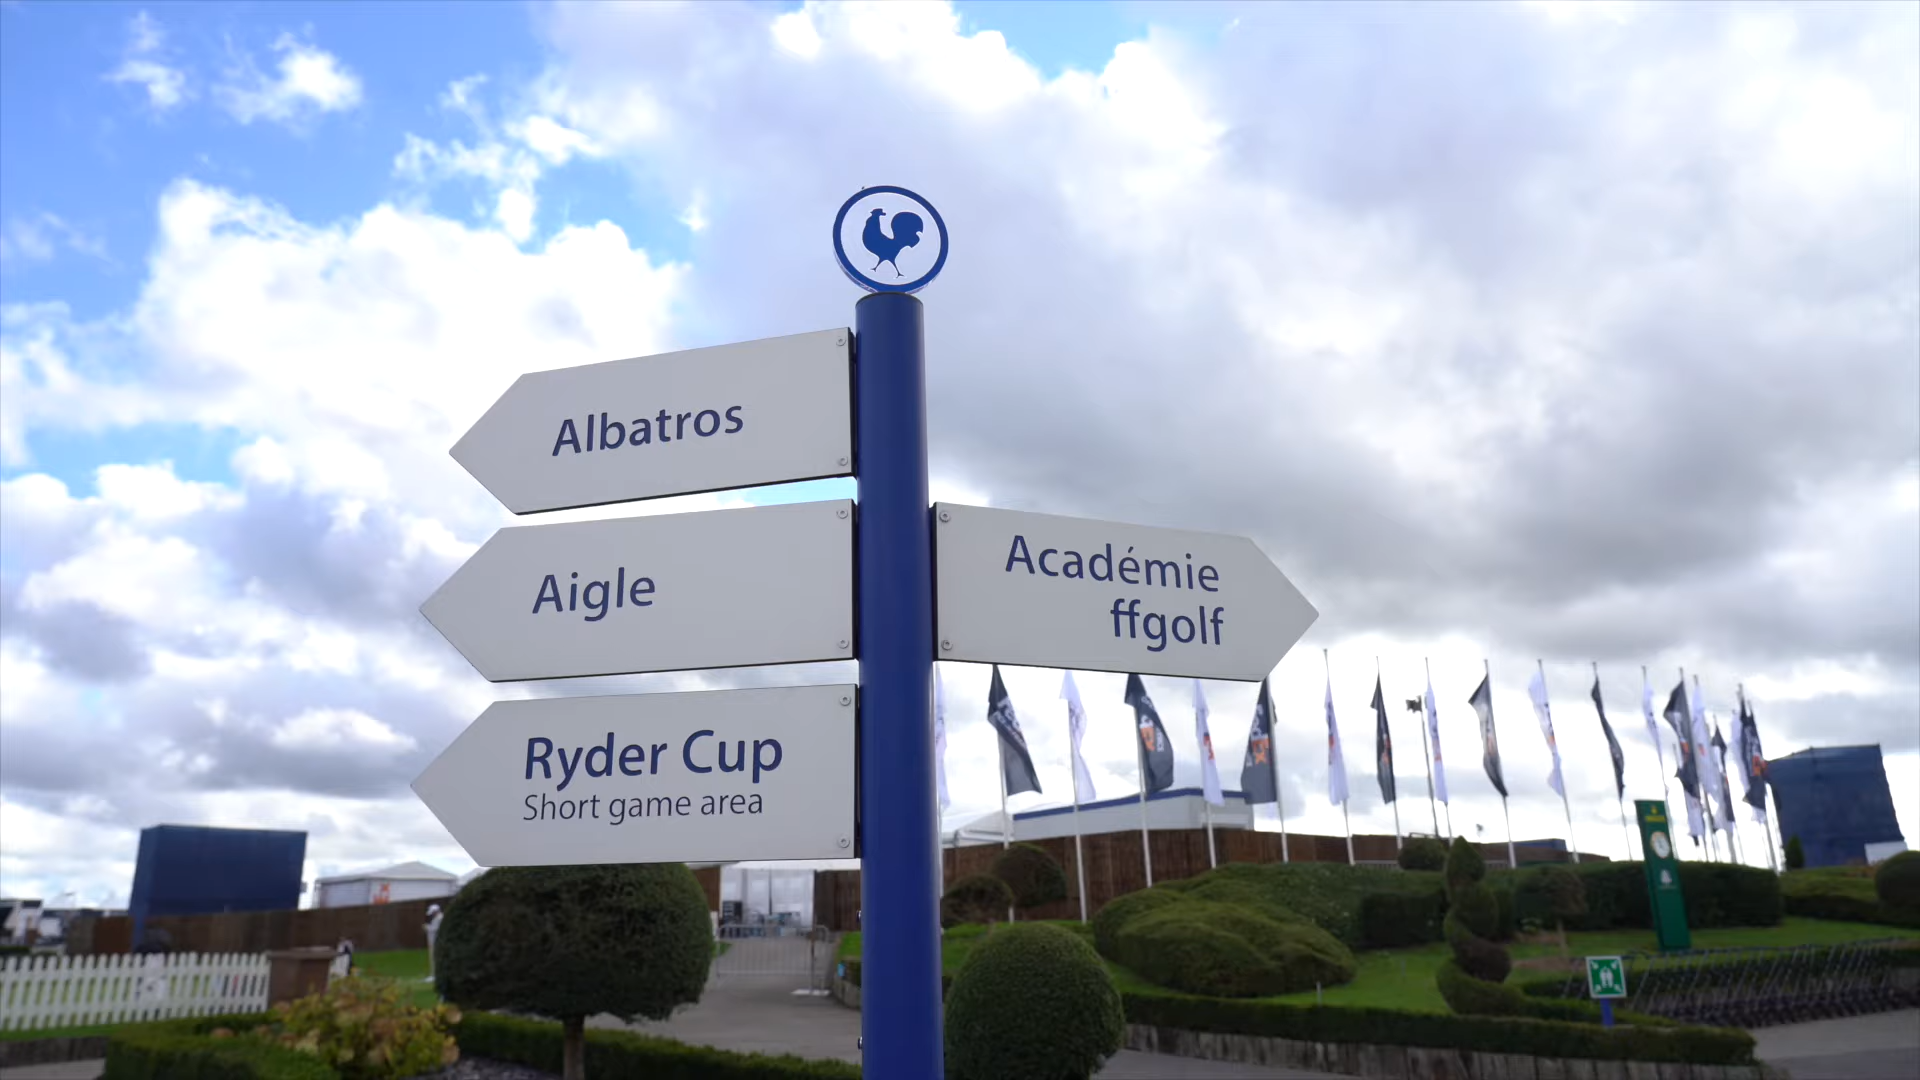 Albatros
Aigle
Ryder Cup
Short game area
Académie
ffgolf